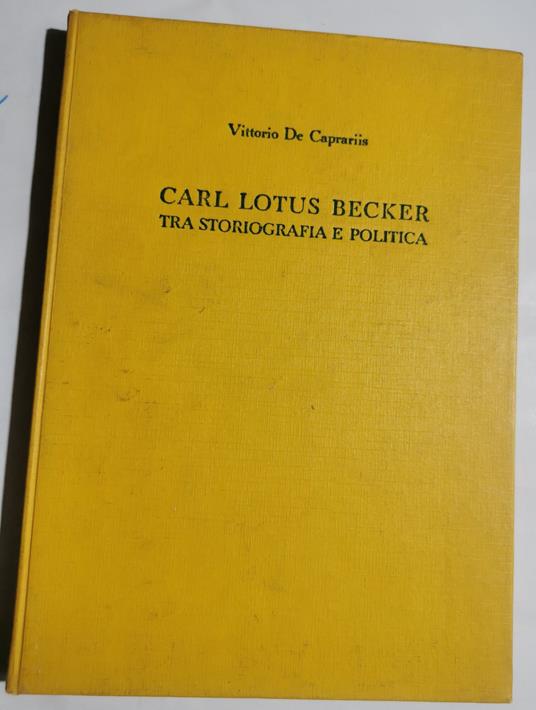 Vittorio De Caprariis
CARL LOTUS BECKER
TRA STORIOGRAFIA E POLITICA